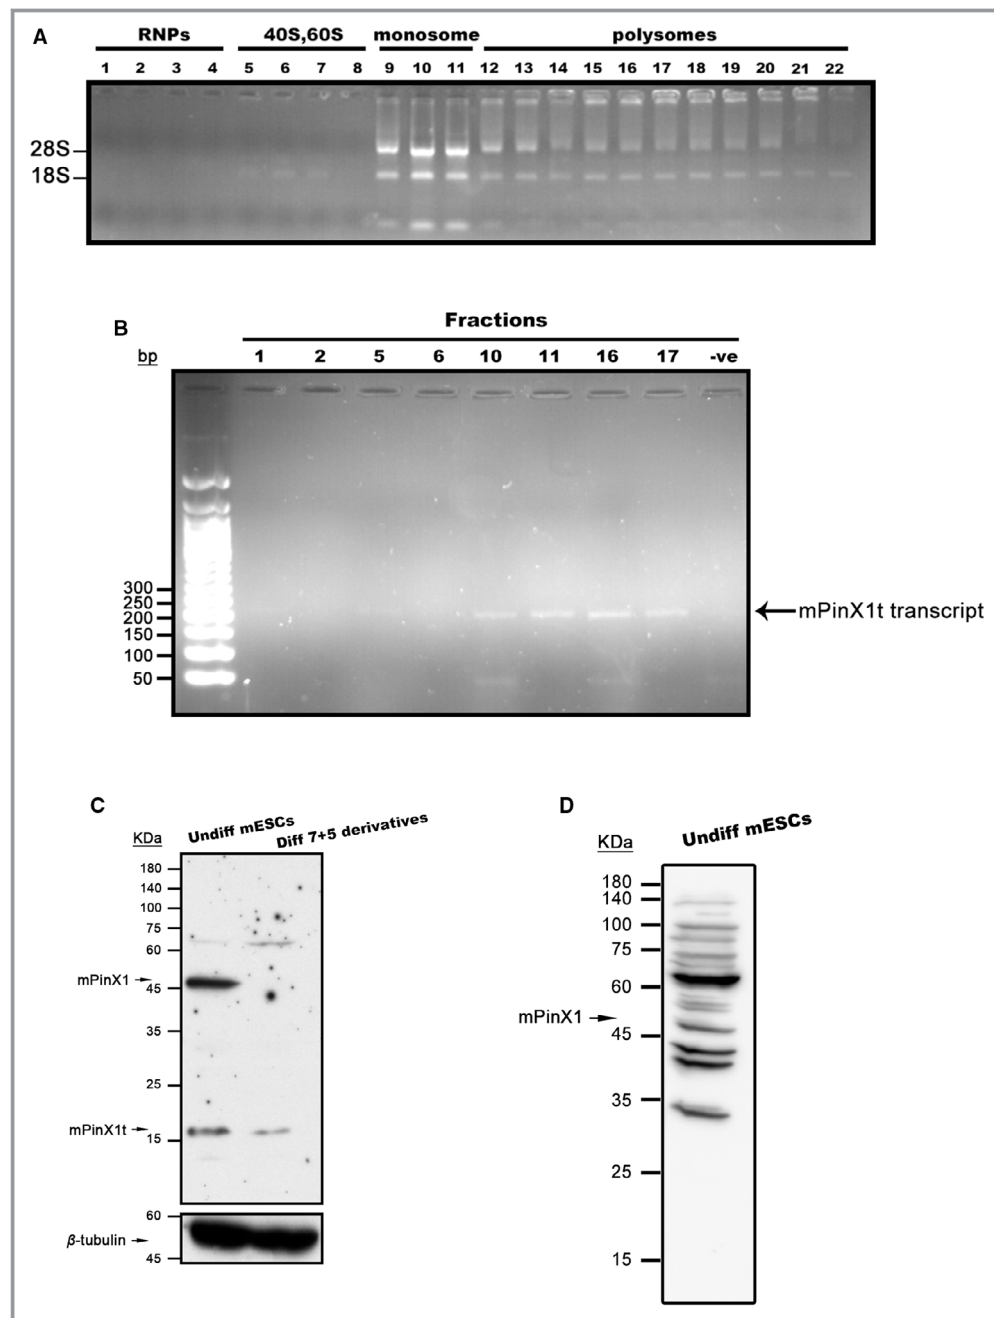 A
RNPs 40S,60S monosome polysomes
1 2 3 4 5 6 7 8 9 10 11 12 13 14 15 16 17 18 19 20 21 22
28S
18S
B
Fractions
bp 1 2 5 6 10 11 16 17 -ve
300
250
200
150
100
50
mPinX1t transcript
C
KDa Undiff mESCs Diff 7+5 derivatives
180
140
100
75
60
mPinX1
45
35
25
mPinX1t
15
60
β-tubulin
45
D
KDa Undiff mESCs
180
140
100
75
60
mPinX1
45
35
25
15